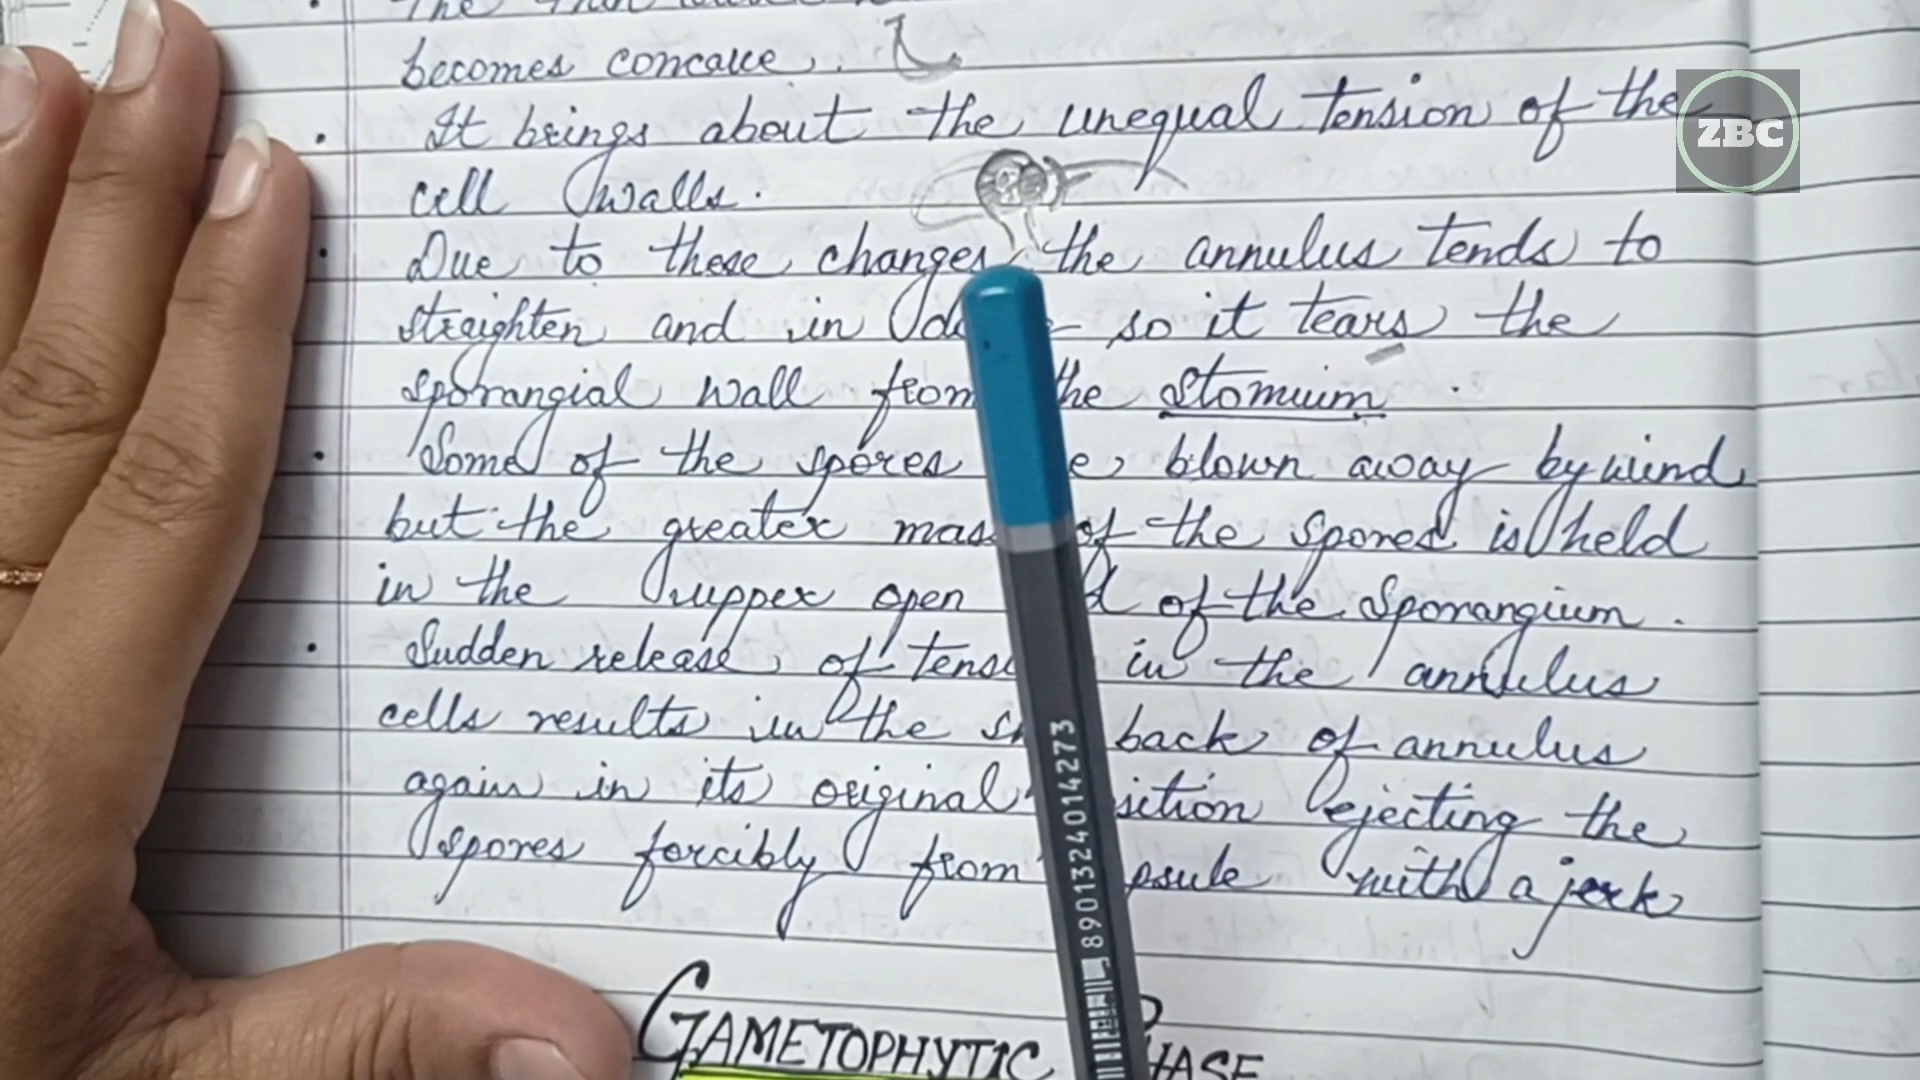 becomes concave.
It brings about the unequal tension of the
ZBC
cell walls.
Due to these changes the annulus tends to
straighten and in so it tears the
sporangial wall from the Stomium.
Some of the spores blown away by wind
but the greater mass of the spores is held
in the upper open of the Sporangium.
Sudden release of in the annulus
cells results in the back of annulus
again in its original ejecting the
spores forcibly from with a jerk
8901324014273
GAMETOPHYTIC PHASE